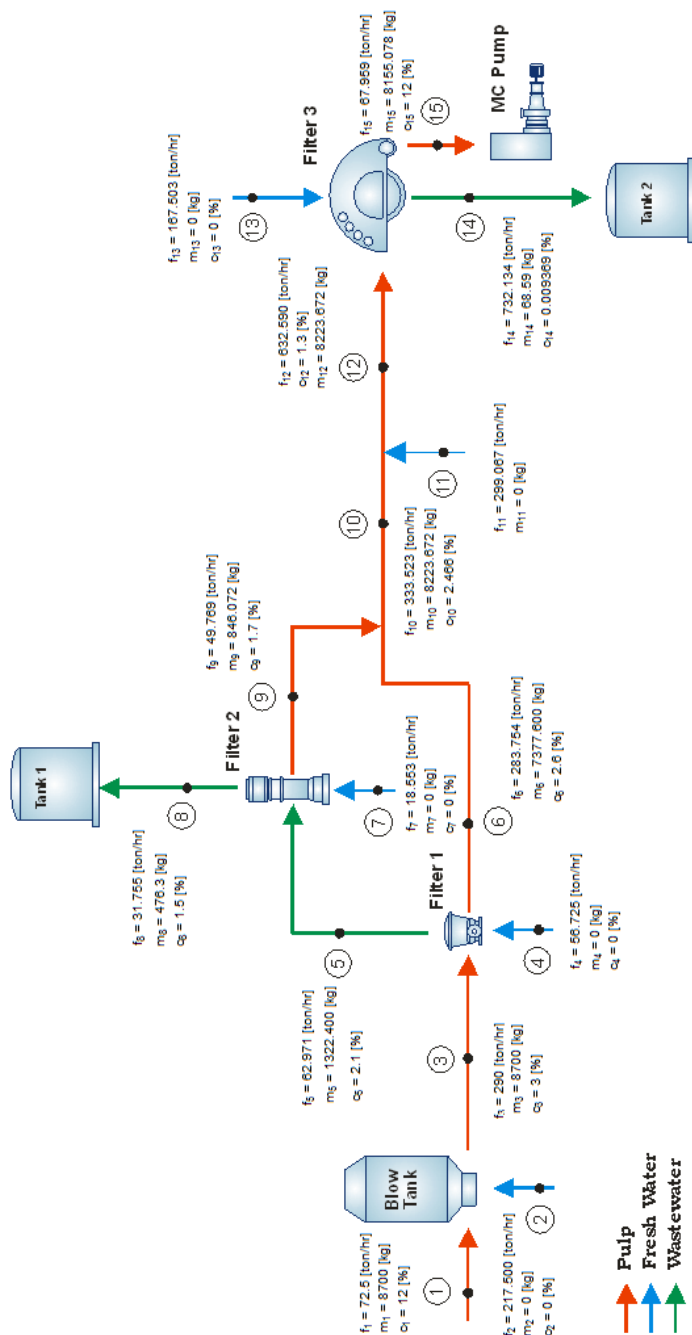 f₁ = 72.5 [ton/hr]
m₁ = 8700 [kg]
c₁ = 12 [%]
1
f₂ = 217.500 [ton/hr]
m₂ = 0 [kg]
c₂ = 0 [%]
2
Blow
Tank
f₃ = 290 [ton/hr]
m₃ = 8700 [kg]
c₃ = 3 [%]
3
f₄ = 56.725 [ton/hr]
m₄ = 0 [kg]
c₄ = 0 [%]
4
Filter 1
f₅ = 62.971 [ton/hr]
m₅ = 1322.400 [kg]
c₅ = 2.1 [%]
5
f₆ = 283.754 [ton/hr]
m₆ = 7377.600 [kg]
c₆ = 2.6 [%]
6
f₇ = 18.553 [ton/hr]
m₇ = 0 [kg]
c₇ = 0 [%]
7
Filter 2
f₈ = 31.755 [ton/hr]
m₈ = 476.3 [kg]
c₈ = 1.5 [%]
8
Tank 1
f₉ = 49.769 [ton/hr]
m₉ = 846.072 [kg]
c₉ = 1.7 [%]
9
f₁₀ = 333.523 [ton/hr]
m₁₀ = 8223.672 [kg]
c₁₀ = 2.466 [%]
10
f₁₁ = 299.067 [ton/hr]
m₁₁ = 0 [kg]
11
f₁₂ = 632.590 [ton/hr]
c₁₂ = 1.3 [%]
m₁₂ = 8223.672 [kg]
12
f₁₃ = 167.503 [ton/hr]
m₁₃ = 0 [kg]
c₁₃ = 0 [%]
13
Filter 3
f₁₄ = 732.134 [ton/hr]
m₁₄ = 68.59 [kg]
c₁₄ = 0.009369 [%]
14
Tank 2
f₁₅ = 67.959 [ton/hr]
m₁₅ = 8155.078 [kg]
c₁₅ = 12 [%]
15
MC Pump
Pulp
Fresh Water
Wastewater